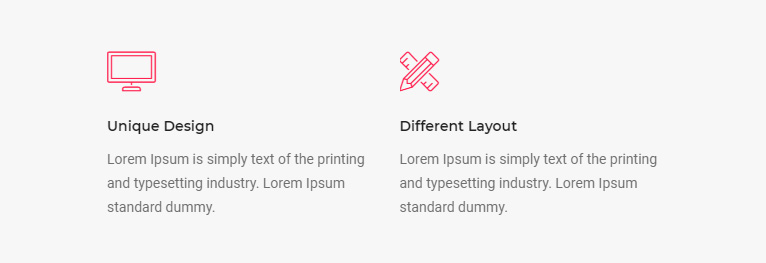 Unique Design
Lorem Ipsum is simply text of the printing
and typesetting industry. Lorem Ipsum
standard dummy.
Different Layout
Lorem Ipsum is simply text of the printing
and typesetting industry. Lorem Ipsum
standard dummy.